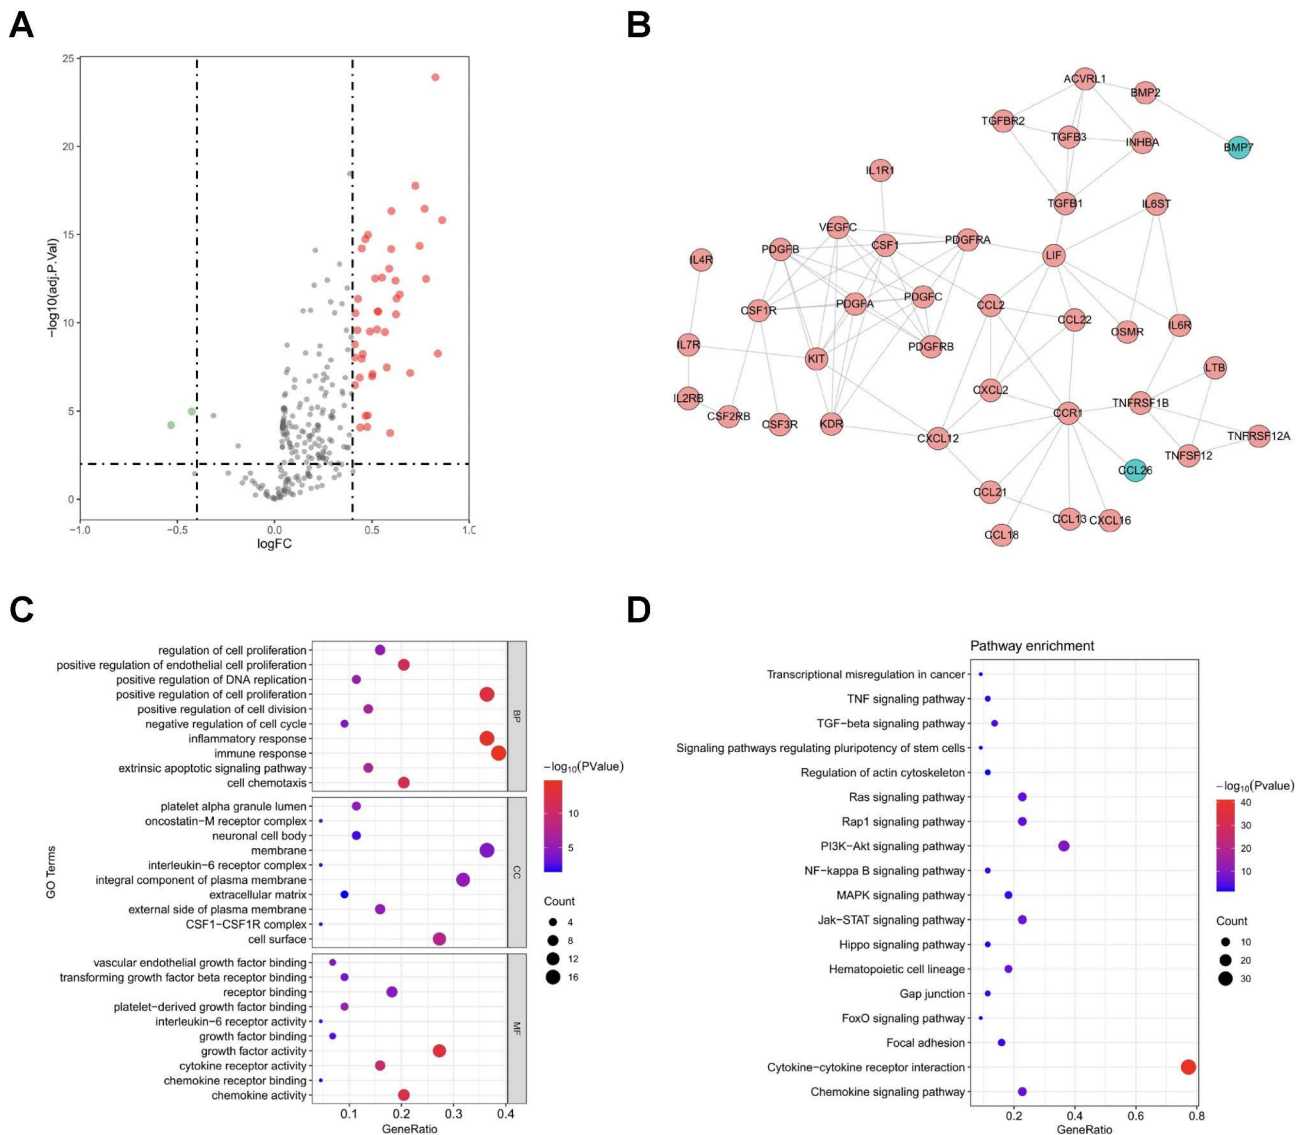 A
25
20
15
10
5
0
−1.0
−0.5
0.0
0.5
1.0
−log10(adj.P.Val)
logFC
B
ACVRL1
BMP2
TGFBR2
TGFB3
INHBA
BMP7
IL1R1
TGFB1
IL6ST
VEGFC
PDGFB
CSF1
PDGFRA
LIF
IL4R
CSF1R
PDGFA
PDGFC
CCL2
CCL22
OSMR
IL6R
IL7R
KIT
PDGFRB
LTB
IL2RB
CSF2RB
CSF3R
KDR
CXCL2
CCR1
TNFRSF1B
CXCL12
TNFRSF12A
TNFSF12
CCL26
CCL21
CCL18
CCL13
CXCL16
C
GO Terms
regulation of cell proliferation
positive regulation of endothelial cell proliferation
positive regulation of DNA replication
positive regulation of cell proliferation
positive regulation of cell division
negative regulation of cell cycle
inflammatory response
immune response
extrinsic apoptotic signaling pathway
cell chemotaxis
BP
platelet alpha granule lumen
oncostatin−M receptor complex
neuronal cell body
membrane
interleukin−6 receptor complex
integral component of plasma membrane
extracellular matrix
external side of plasma membrane
CSF1−CSF1R complex
cell surface
CC
vascular endothelial growth factor binding
transforming growth factor beta receptor binding
receptor binding
platelet−derived growth factor binding
interleukin−6 receptor activity
growth factor binding
growth factor activity
cytokine receptor activity
chemokine receptor binding
chemokine activity
MF
0.1
0.2
0.3
0.4
GeneRatio
−log10(PValue)
10
5
Count
4
8
12
16
D
Pathway enrichment
Transcriptional misregulation in cancer
TNF signaling pathway
TGF−beta signaling pathway
Signaling pathways regulating pluripotency of stem cells
Regulation of actin cytoskeleton
Ras signaling pathway
Rap1 signaling pathway
PI3K−Akt signaling pathway
NF−kappa B signaling pathway
MAPK signaling pathway
Jak−STAT signaling pathway
Hippo signaling pathway
Hematopoietic cell lineage
Gap junction
FoxO signaling pathway
Focal adhesion
Cytokine−cytokine receptor interaction
Chemokine signaling pathway
0.2
0.4
0.6
0.8
GeneRatio
−log10(Pvalue)
40
30
20
10
Count
10
20
30